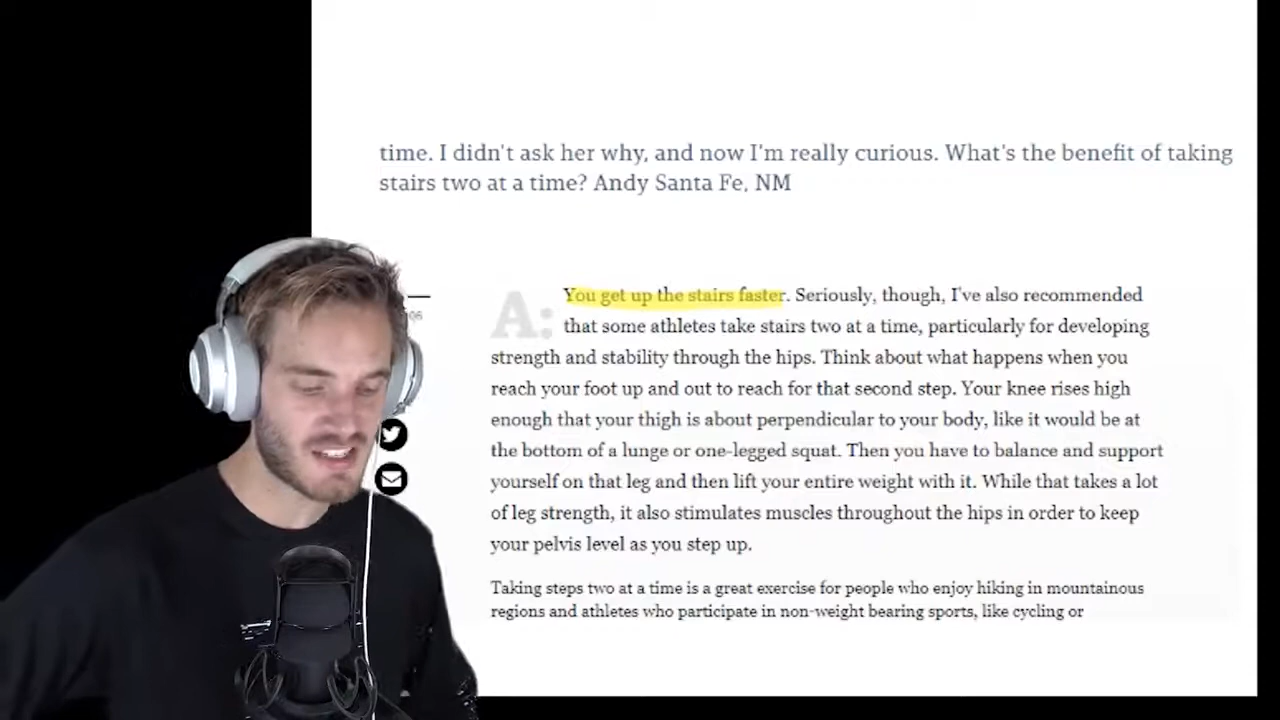 time. I didn't ask her why, and now I'm really curious. What's the benefit of taking
stairs two at a time? Andy Santa Fe, NM
A:
You get up the stairs faster. Seriously, though, I've also recommended
that some athletes take stairs two at a time, particularly for developing
strength and stability through the hips. Think about what happens when you
reach your foot up and out to reach for that second step. Your knee rises high
enough that your thigh is about perpendicular to your body, like it would be at
the bottom of a lunge or one-legged squat. Then you have to balance and support
yourself on that leg and then lift your entire weight with it. While that takes a lot
of leg strength, it also stimulates muscles throughout the hips in order to keep
your pelvis level as you step up.
Taking steps two at a time is a great exercise for people who enjoy hiking in mountainous
regions and athletes who participate in non-weight bearing sports, like cycling or